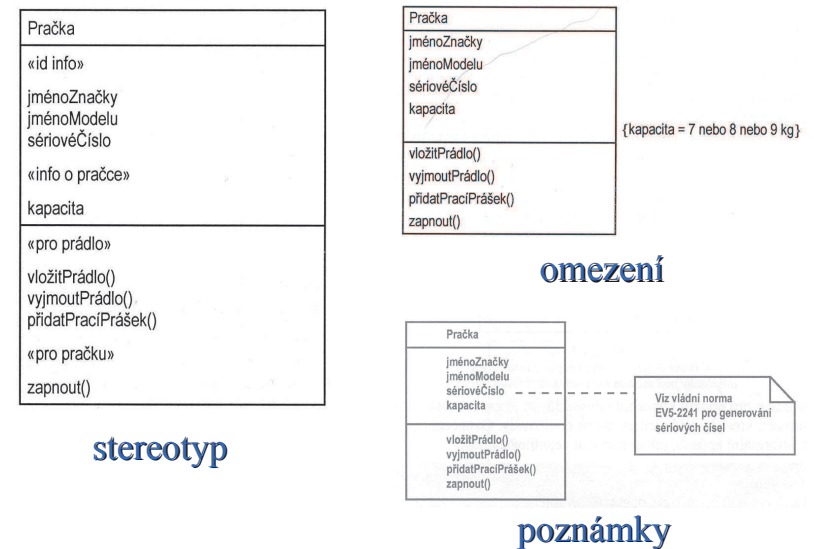 Pračka
«id info»
jménoZnačky
jménoModelu
sériovéČíslo
«info o pračce»
kapacita
«pro prádlo»
vložitPrádlo()
vyjmoutPrádlo()
přidatPracíPrášek()
«pro pračku»
zapnout()
stereotyp
Pračka
jménoZnačky
jménoModelu
sériovéČíslo
kapacita
{kapacita = 7 nebo 8 nebo 9 kg}
vložitPrádlo()
vyjmoutPrádlo()
přidatPracíPrášek()
zapnout()
omezení
Pračka
jménoZnačky
jménoModelu
sériovéČíslo
kapacita
vložitPrádlo()
vyjmoutPrádlo()
přidatPracíPrášek()
zapnout()
Viz vládní norma
EV5-2241 pro generování
sériových čísel
poznámky